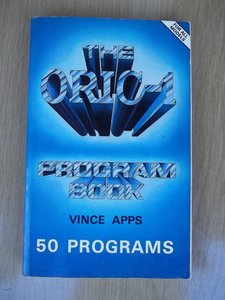 THE
ORIC-1
PROGRAM
BOOK
VINCE APPS
50 PROGRAMS